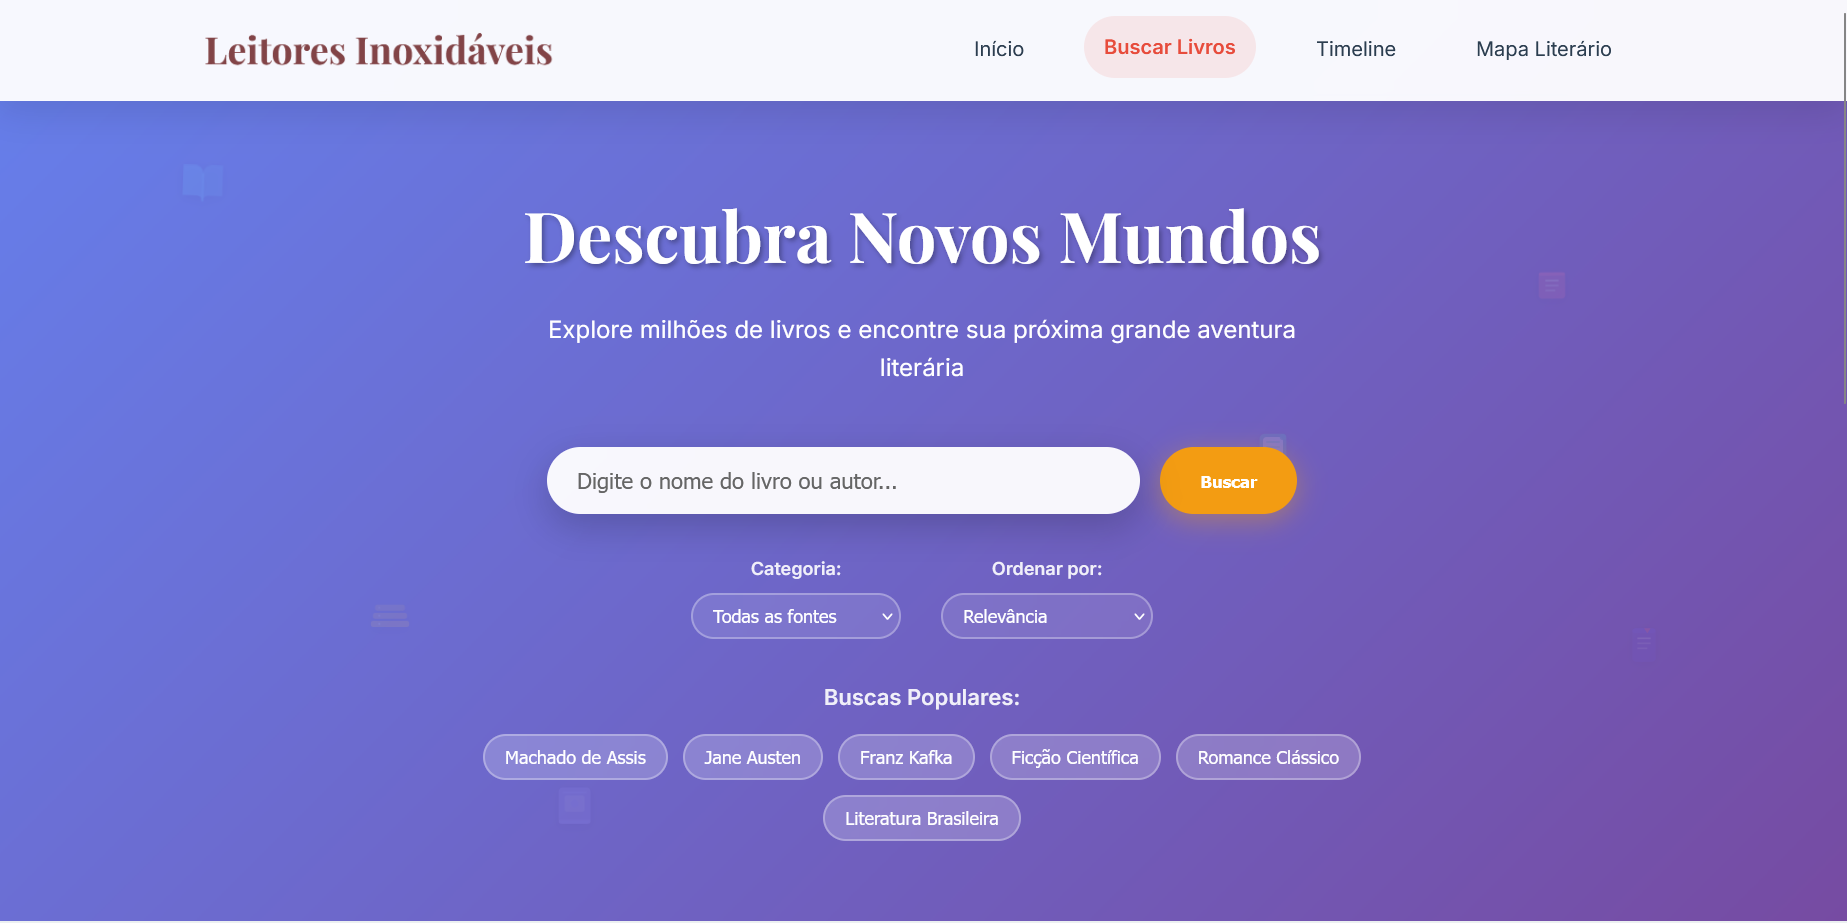 Leitores Inoxidáveis
Início
Buscar Livros
Timeline
Mapa Literário
Descubra Novos Mundos
Explore milhões de livros e encontre sua próxima grande aventura
literária
Digite o nome do livro ou autor...
Buscar
Categoria:
Ordenar por:
Todas as fontes
Relevância
Buscas Populares:
Machado de Assis
Jane Austen
Franz Kafka
Ficção Científica
Romance Clássico
Literatura Brasileira